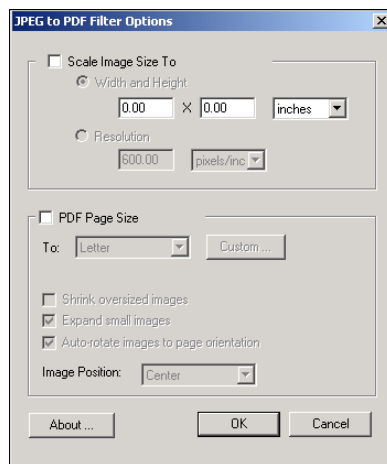 JPEG to PDF Filter Options
Scale Image Size To
Width and Height
0.00 X 0.00 inches
Resolution
600.00 pixels/inc
PDF Page Size
To: Letter Custom ...
Shrink oversized images
Expand small images
Auto-rotate images to page orientation
Image Position: Center
About ... OK Cancel